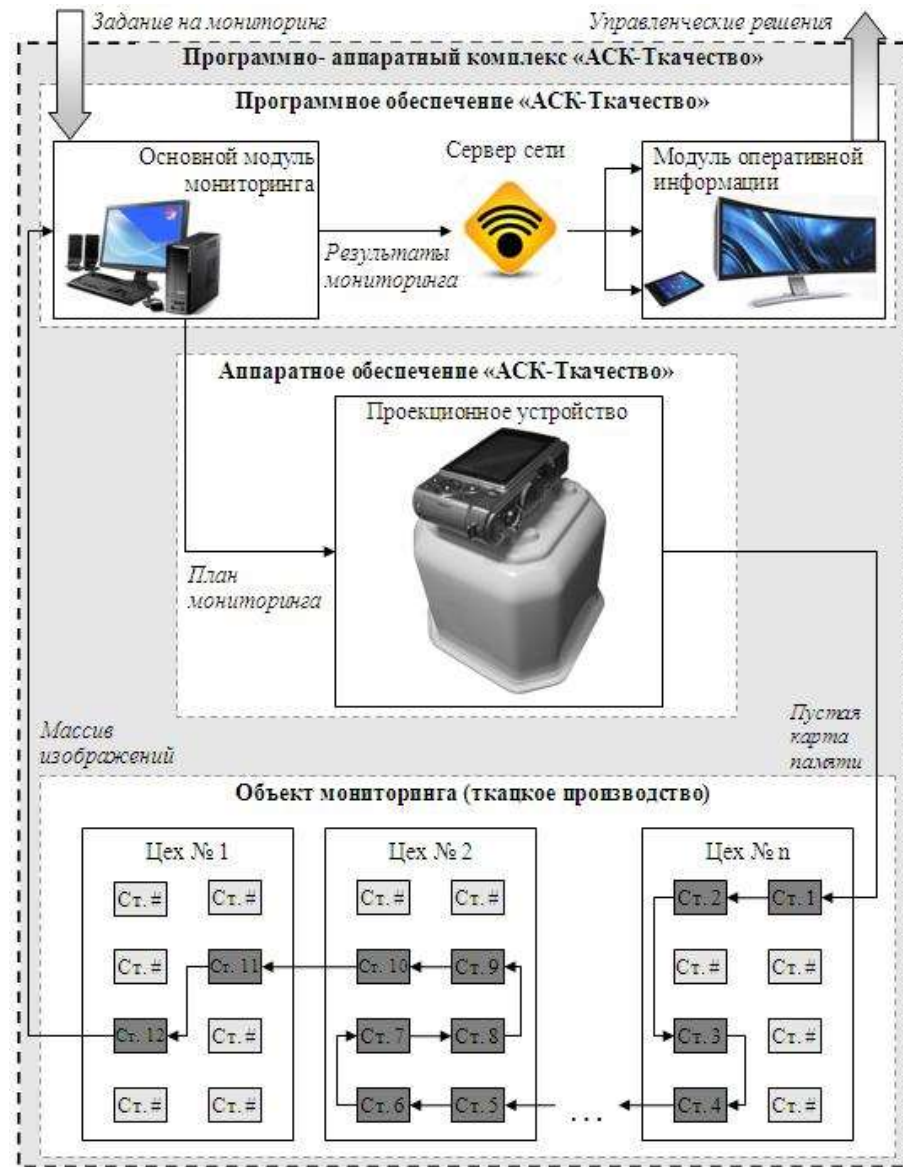 Задание на мониторинг
Управленческие решения
Программно- аппаратный комплекс «АСК-Ткачество»
Программное обеспечение «АСК-Ткачество»
Основной модуль
мониторинга
Сервер сети
Модуль оперативной
информации
Результаты
мониторинга
Аппаратное обеспечение «АСК-Ткачество»
Проекционное устройство
План
мониторинга
Массив
изображений
Пустая
карта
памяти
Объект мониторинга (ткацкое производство)
Цех № 1
Ст. #
Ст. #
Ст. #
Ст. 11
Ст. 12
Ст. #
Ст. #
Ст. #
Цех № 2
Ст. #
Ст. #
Ст. 10
Ст. 9
Ст. 7
Ст. 8
Ст. 6
Ст. 5
. . .
Цех № n
Ст. 2
Ст. 1
Ст. #
Ст. #
Ст. 3
Ст. #
Ст. 4
Ст. #